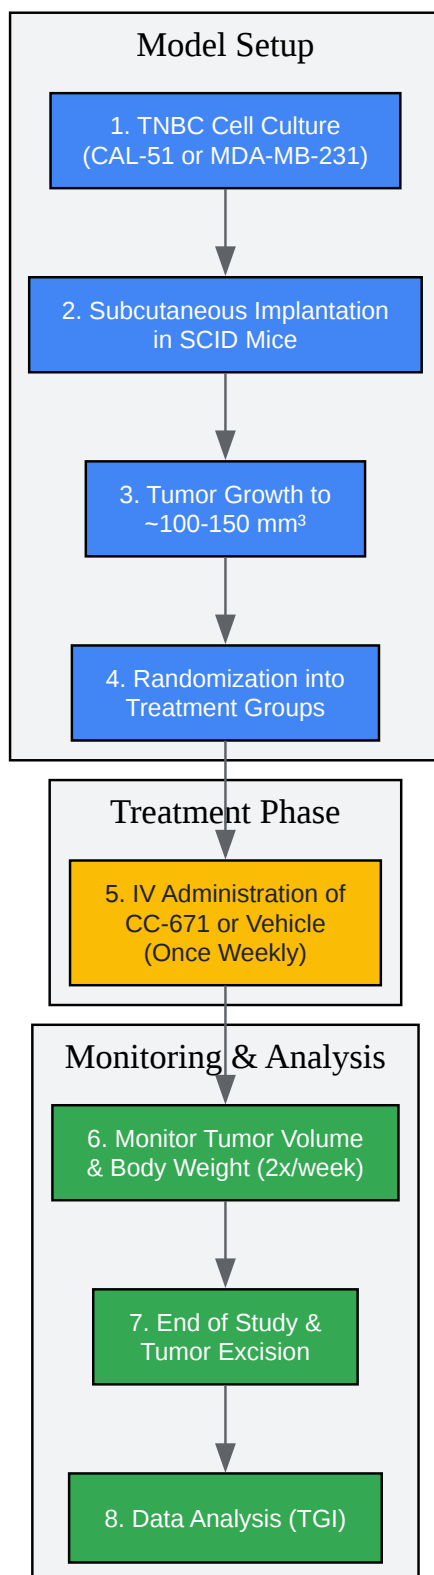 Model Setup
1. TNBC Cell Culture
(CAL-51 or MDA-MB-231)
2. Subcutaneous Implantation
in SCID Mice
3. Tumor Growth to
~100-150 mm³
4. Randomization into
Treatment Groups
Treatment Phase
5. IV Administration of
CC-671 or Vehicle
(Once Weekly)
Monitoring & Analysis
6. Monitor Tumor Volume
& Body Weight (2x/week)
7. End of Study &
Tumor Excision
8. Data Analysis (TGI)